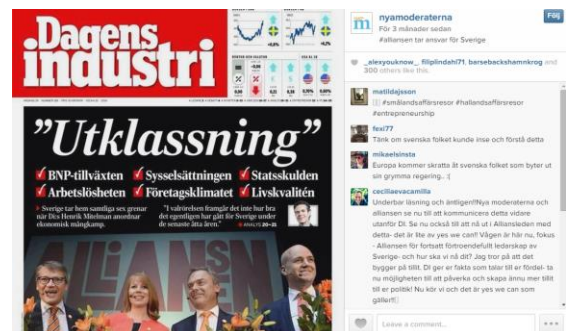 Dagens
industri
"Utklassning"
BNP-tillväxten Sysselsättningen Statsskulden
Arbetslösheten Företagsklimatet Livskvalitén
Sverige tar hem samtliga sex grenar
när Di:s Henrik Mitelman anordnar
ekonomisk mångkamp.
"I valrörelsen framgår det inte hur bra
det egentligen har gått för Sverige under
de senaste åtta åren."
ANALYS 20–21
nyamoderaterna
För 3 månader sedan
#alliansen tar ansvar för Sverige
Följ
_alexyouknow_, filiplindahl71, barsebackshamnkrog and
300 others like this.
matildajsson
#smålandsaffärsresor #hallandsaffärsresor
#entrepreneurship
fexi77
Tänk om svenska folket kunde inse och förstå detta
mikaelsinsta
Europa kommer skratta åt svenska folket som byter ut
sin grymma regering.. :(
ceciliaevacamilla
Underbar läsning och äntligen!!Nya moderaterna och
alliansen se nu till att kommunicera detta vidare
utanför DI. Se nu också till att nå ut i Alliansleden med
detta- det är lite av yes we can!! Vägen är här nu, fokus
- Alliansen för fortsatt förtroendefullt ledarskap av
Sverige- och hur ska vi nå dit? Jag tror på att det
bygger på tillit. DI ger er fakta som talar till er fördel- ta
nu möjligheten till att påverka och skapa ännu mer tillit
till er politik! Nu kör vi och det är yes we can som
gäller!!
Leave a comment...